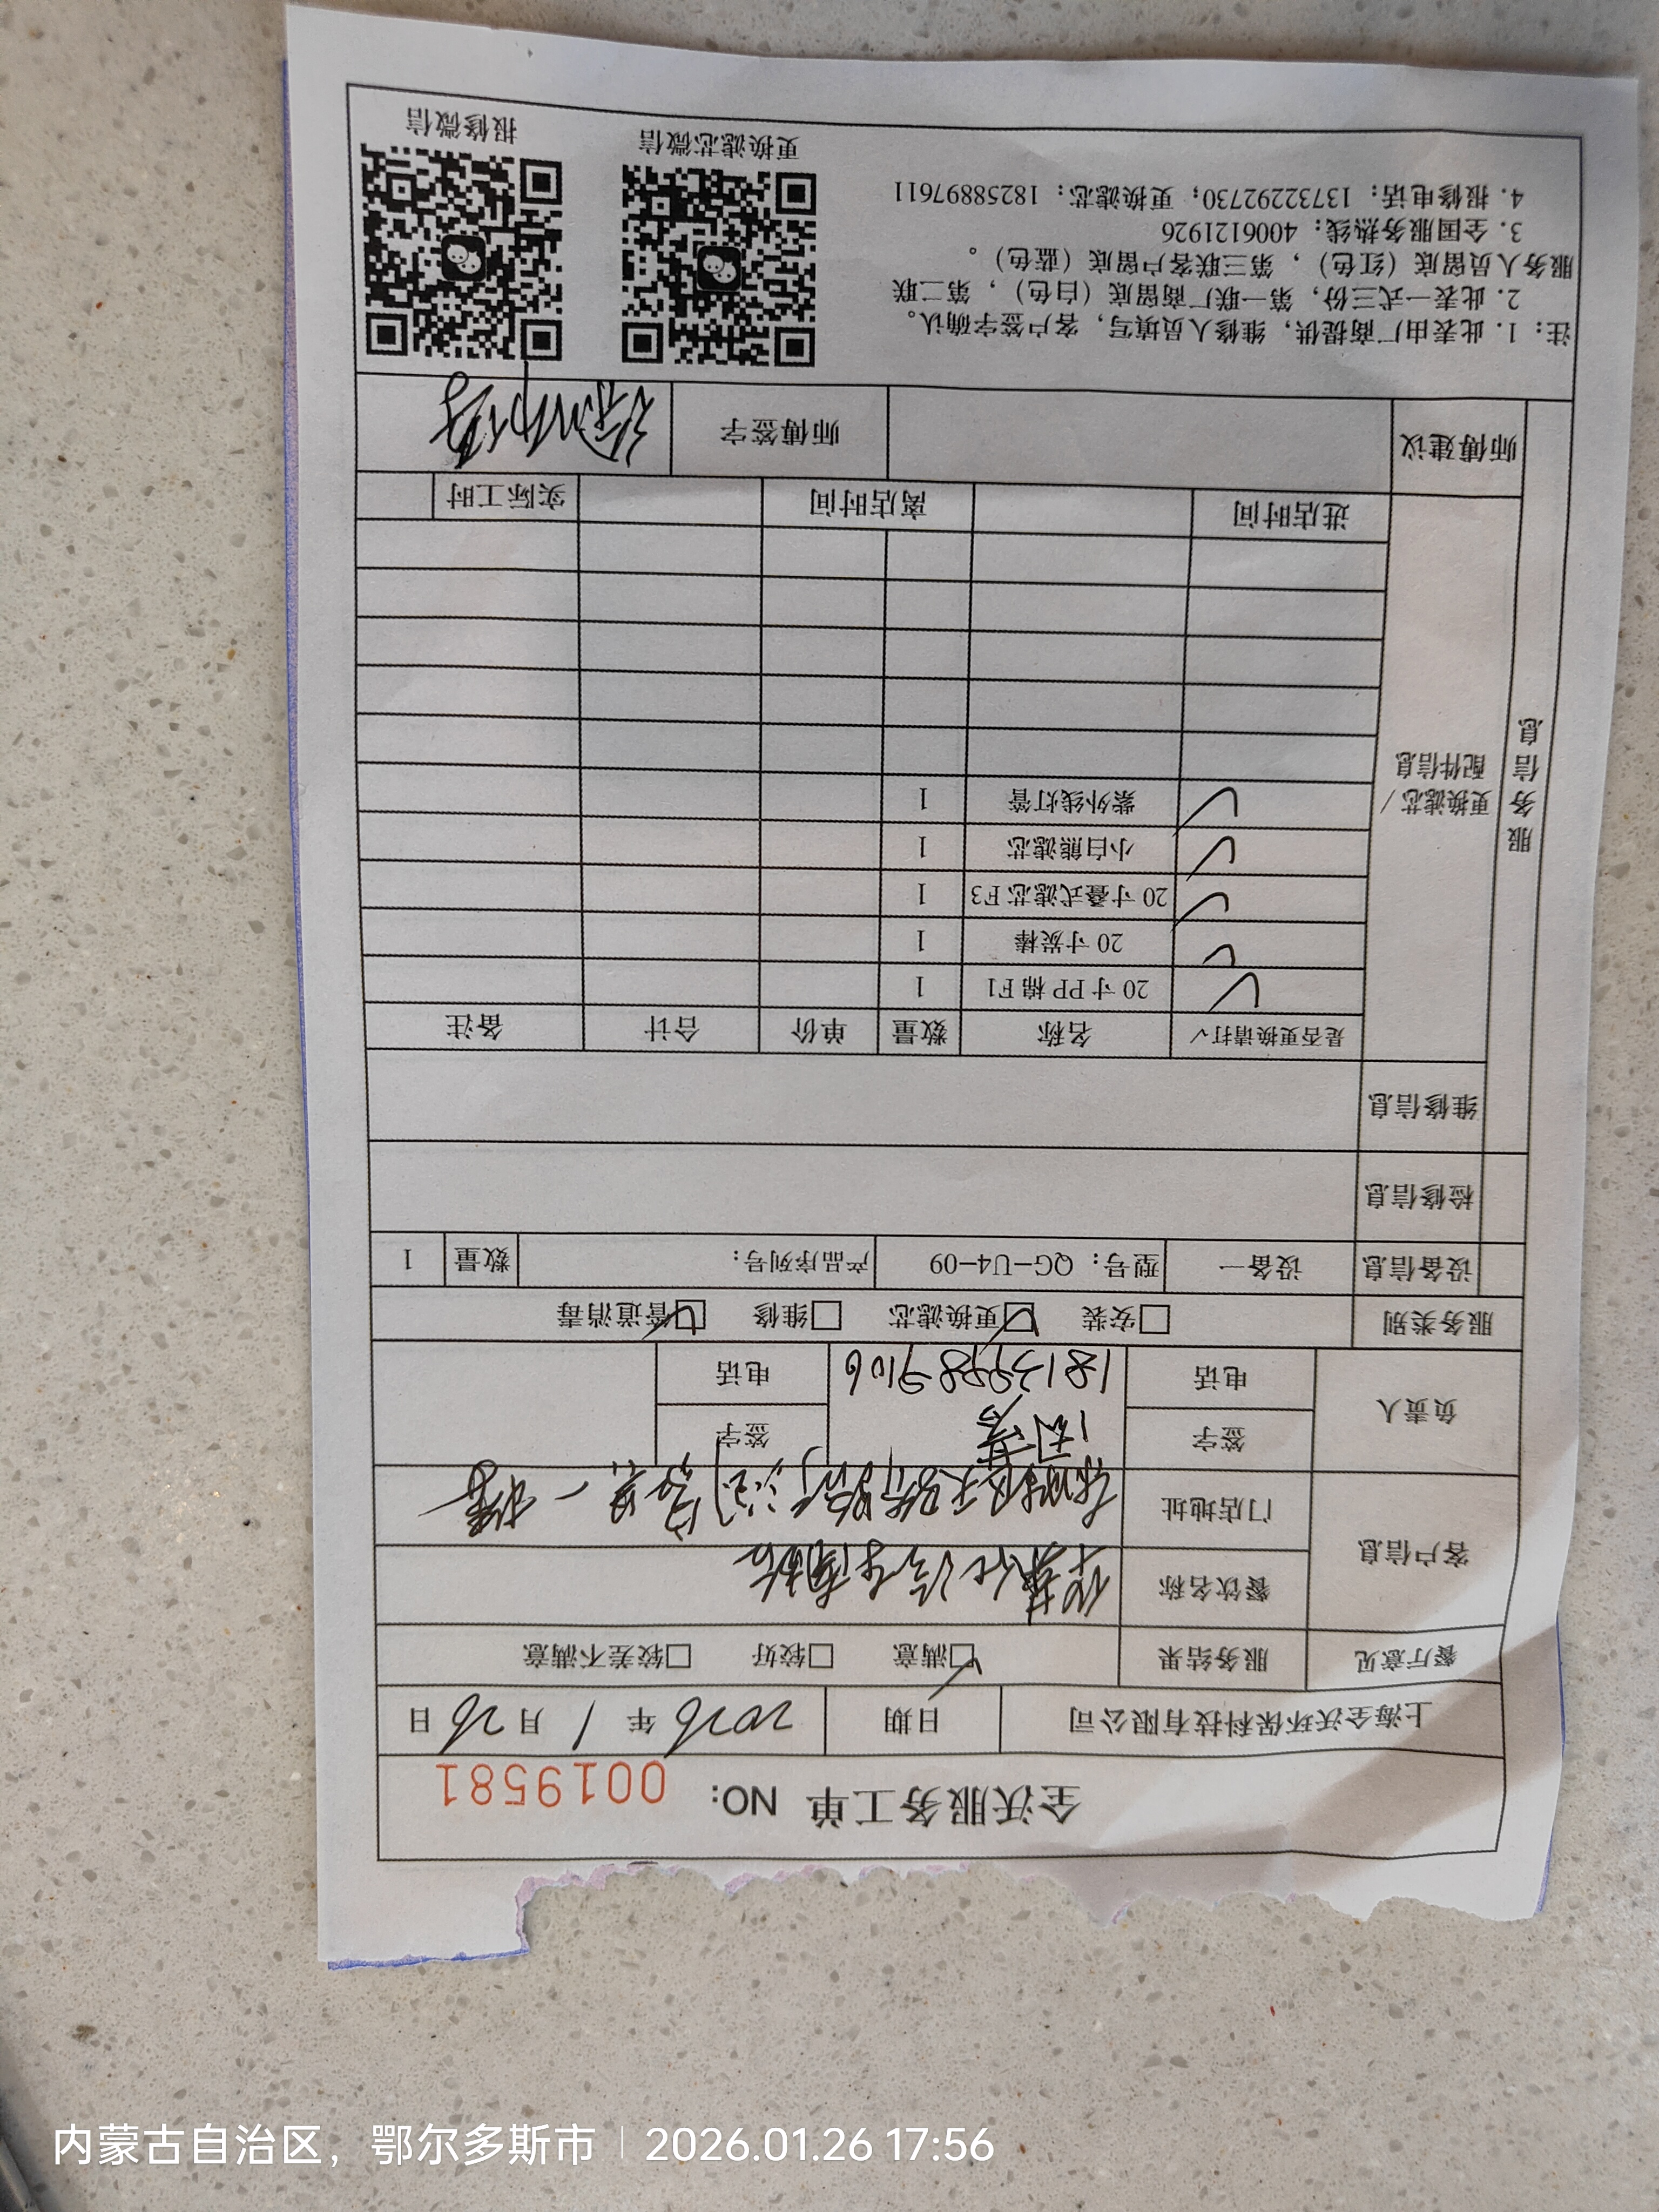 全沃服务工单 NO: 0019581
上海全沃环保科技有限公司 日期 2026 年 1 月 26 日
餐厅意见 服务结果 □满意 □较好 □较差不满意
客户信息 餐饮名称
门店地址
负责人 签字 签字
电话 电话
服务类别 □安装 □更换滤芯 □维修 □管道消毒
设备信息 设备一 型号: QG-U4-09 产品序列号: 数量 1
检修信息
维修信息
服务信息
更换滤芯/配件信息
是否更换请打√ 名称 数量 单价 合计 备注
✓ 20 寸 PP 棉 F1 1
✓ 20 寸炭棒 1
✓ 20 寸叠式滤芯 F3 1
✓ 小白熊滤芯 1
✓ 紫外线灯管 1
进店时间 离店时间 实际工时
师傅建议 师傅签字 徐师傅
注: 1. 此表由厂商提供, 维修人员填写, 客户签字确认。
2. 此表一式三份, 第一联厂商留底 (白色) , 第二联
服务人员留底 (红色) , 第三联客户留底 (蓝色) 。
3. 全国服务热线: 4006121926
4. 报修电话: 13732292730; 更换滤芯: 18258897611
更换滤芯微信
报修微信
内蒙古自治区, 鄂尔多斯市 | 2026.01.26 17:56